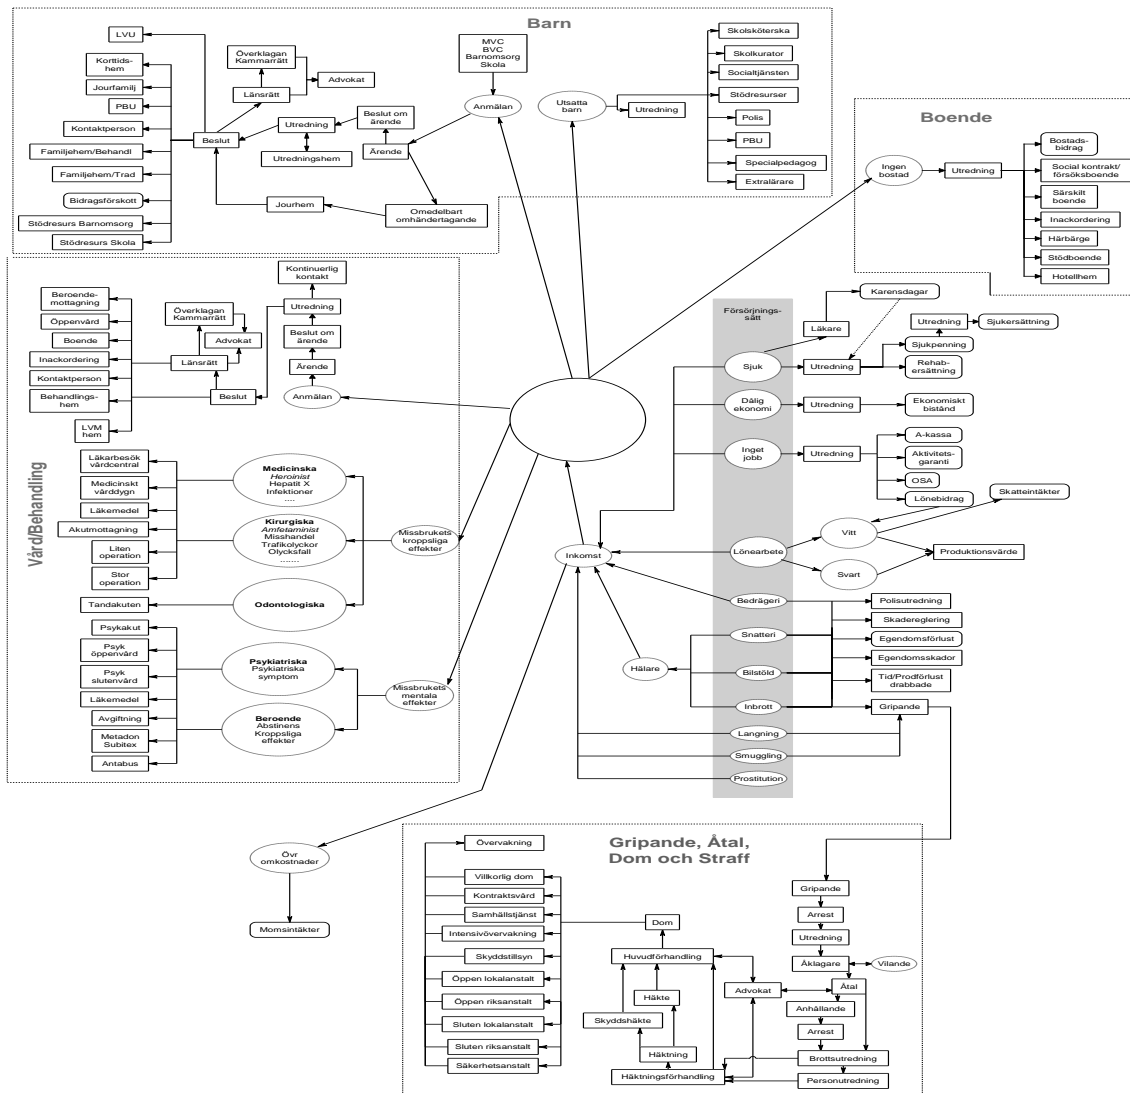 Barn
LVU
Korttids-
hem
Jourfamilj
PBU
Kontaktperson
Familjehem/Behandl
Familjehem/Trad
Bidragsförskott
Stödresurs Barnomsorg
Stödresurs Skola
Beslut
Överklagan
Kammarrätt
Länsrätt
Advokat
Utredning
Utredningshem
Jourhem
Beslut om
ärende
Ärende
Omedelbart
omhändertagande
MVC
BVC
Barnomsorg
Skola
Anmälan
Utsatta
barn
Utredning
Skolsköterska
Skolkurator
Socialtjänsten
Stödresurser
Polis
PBU
Specialpedagog
Extralärare
Boende
Ingen
bostad
Utredning
Bostads-
bidrag
Social kontrakt/
försöksboende
Särskilt
boende
Inackordering
Härbärge
Stödboende
Hotellhem
Vård/Behandling
Beroende-
mottagning
Öppenvård
Boende
Inackordering
Kontaktperson
Behandlings-
hem
LVM
hem
Överklagan
Kammarrätt
Advokat
Länsrätt
Beslut
Kontinuerlig
kontakt
Utredning
Beslut om
ärende
Ärende
Anmälan
Läkarbesök
vårdcentral
Medicinskt
vårddygn
Läkemedel
Akutmottagning
Liten
operation
Stor
operation
Tandakuten
Medicinska
Heroinist
Hepatit X
Infektioner
....
Kirurgiska
Amfetaminist
Misshandel
Trafikolyckor
Olycksfall
.......
Odontologiska
Missbrukets
kroppsliga
effekter
Psykakut
Psyk
öppenvård
Psyk
slutenvård
Läkemedel
Avgiftning
Metadon
Subitex
Antabus
Psykiatriska
Psykiatriska
symptom
Beroende
Abstinens
Kroppsliga
effekter
Missbrukets
mentala
effekter
Försörjnings-
sätt
Sjuk
Läkare
Karensdagar
Utredning
Utredning
Sjukersättning
Sjukpenning
Rehab-
ersättning
Dålig
ekonomi
Utredning
Ekonomiskt
bistånd
Inget
jobb
Utredning
A-kassa
Aktivitets-
garanti
OSA
Lönebidrag
Skatteintäkter
Inkomst
Lönearbete
Vitt
Svart
Produktionsvärde
Bedrägeri
Snatteri
Bilstöld
Inbrott
Langning
Smuggling
Prostitution
Hälare
Polisutredning
Skadereglering
Egendomsförlust
Egendomsskador
Tid/Prodförlust
drabbade
Gripande
Övr
omkostnader
Momsintäkter
Gripande, Åtal,
Dom och Straff
Övervakning
Villkorlig dom
Kontraktsvård
Samhällstjänst
Intensivövervakning
Skyddstillsyn
Öppen lokalanstalt
Öppen riksanstalt
Sluten lokalanstalt
Sluten riksanstalt
Säkerhetsanstalt
Dom
Huvudförhandling
Häkte
Skyddshäkte
Häktning
Häktningsförhandling
Advokat
Gripande
Arrest
Utredning
Åklagare
Vilande
Åtal
Anhållande
Arrest
Brottsutredning
Personutredning